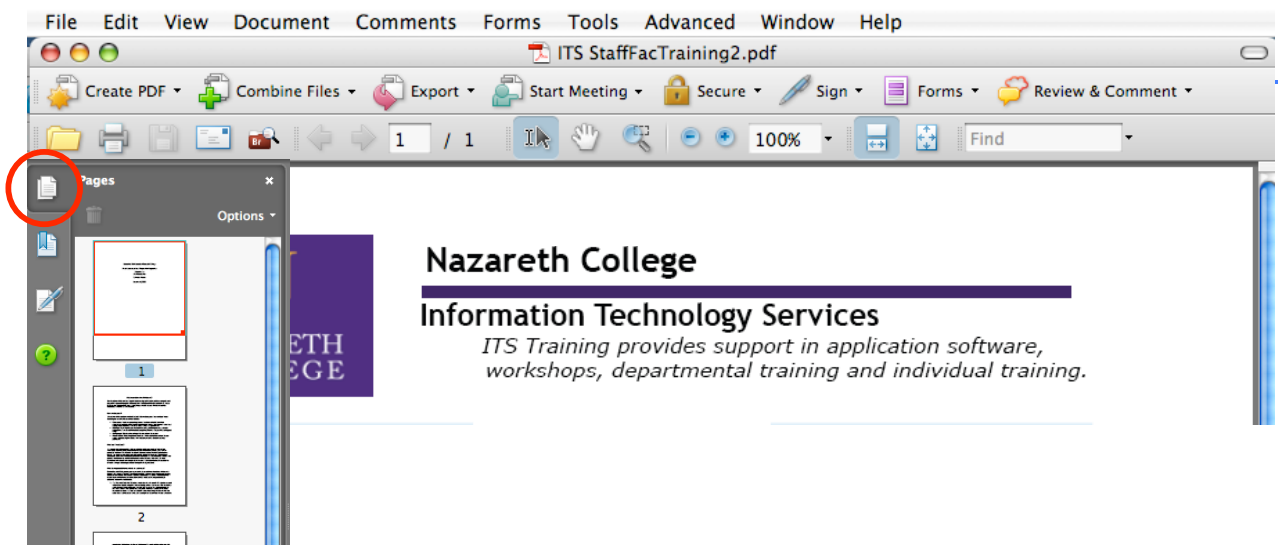 File Edit View Document Comments Forms Tools Advanced Window Help
ITS StaffFacTraining2.pdf
Create PDF Combine Files Export Start Meeting Secure Sign Forms Review & Comment
Br 1 / 1 100% Find
Pages x
Options
Nazareth College
Information Technology Services
ETH
EGE
ITS Training provides support in application software,
workshops, departmental training and individual training.
?
1
2